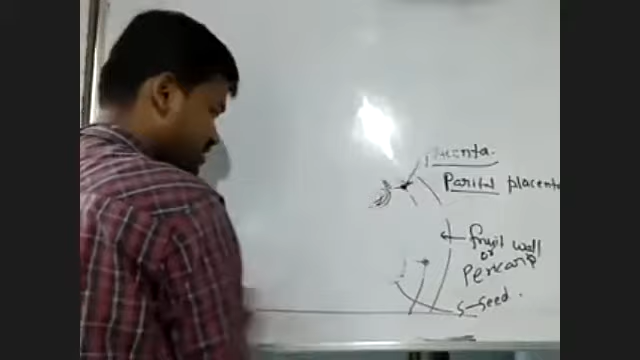 placenta.
Parital placenta
fruit wall
or
Pericarp
Seed.